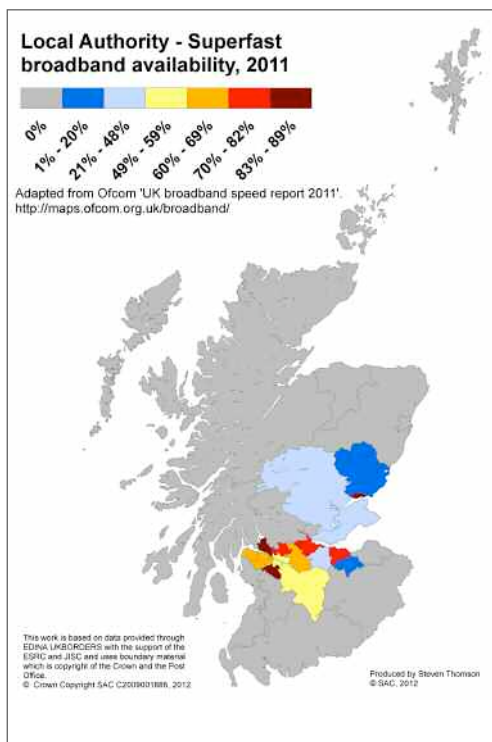 Local Authority - Superfast
broadband availability, 2011
0%
1% - 20%
21% - 48%
49% - 59%
60% - 69%
70% - 82%
83% - 89%
Adapted from Ofcom 'UK broadband speed report 2011'.
http://maps.ofcom.org.uk/broadband/
This work is based on data provided through
EDINA UKBORDERS with the support of the
ESRC and JISC and uses boundary material
which is copyright of the Crown and the Post
Office.
© Crown Copyright SAC C2009001686, 2012
Produced by Steven Thomson
© SAC, 2012